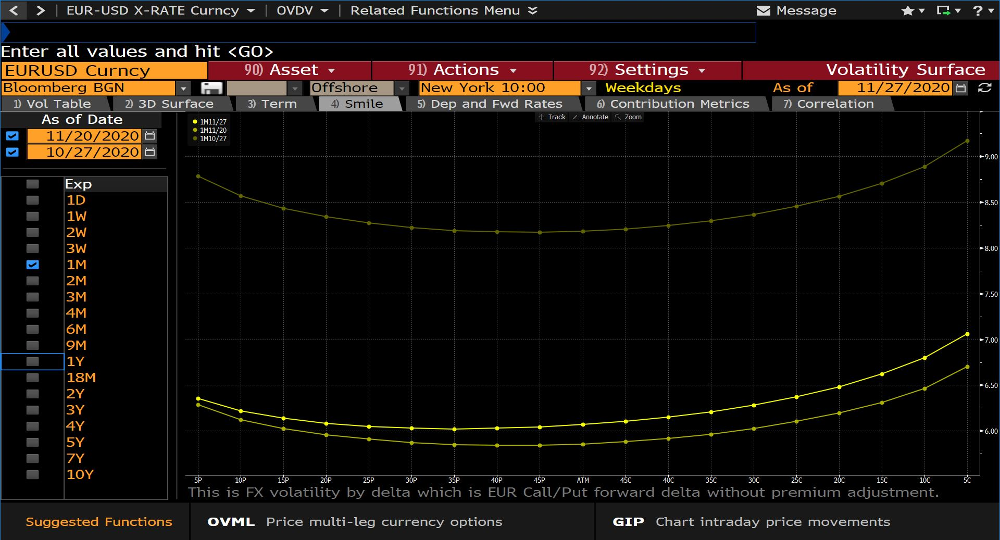 EUR-USD X-RATE Curncy | OVDV | Related Functions Menu Message ?
Enter all values and hit <GO>
EURUSD Curncy 90) Asset 91) Actions 92) Settings Volatility Surface
Bloomberg BGN Offshore New York 10:00 Weekdays As of 11/27/2020
1) Vol Table 2) 3D Surface 3) Term 4) Smile 5) Dep and Fwd Rates 6) Contribution Metrics 7) Correlation
As of Date
11/20/2020
10/27/2020
Exp
1D
1W
2W
3W
1M
2M
3M
4M
6M
9M
1Y
18M
2Y
3Y
4Y
5Y
7Y
10Y
1M11/27
1M11/20
1M10/27
Track Annotate Zoom
9.00
8.50
8.00
7.50
7.00
6.50
6.00
5P 10P 15P 20P 25P 30P 35P 40P 45P ATM 45C 40C 35C 30C 25C 20C 15C 10C 5C
This is FX volatility by delta which is EUR Call/Put forward delta without premium adjustment.
Suggested Functions OVML Price multi-leg currency options GIP Chart intraday price movements